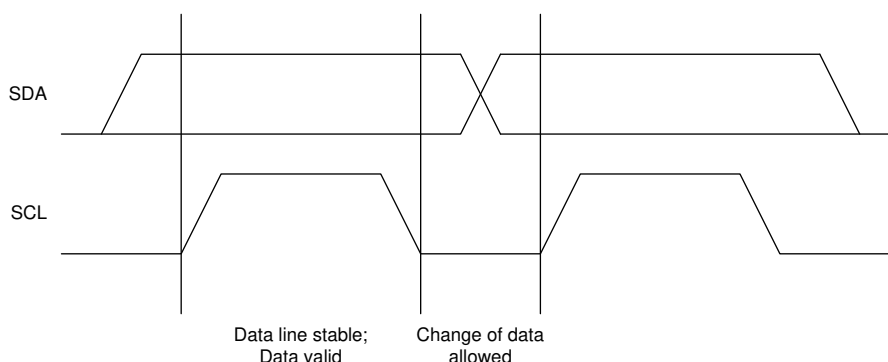 SDA
SCL
Data line stable;
Data valid
Change of data
allowed